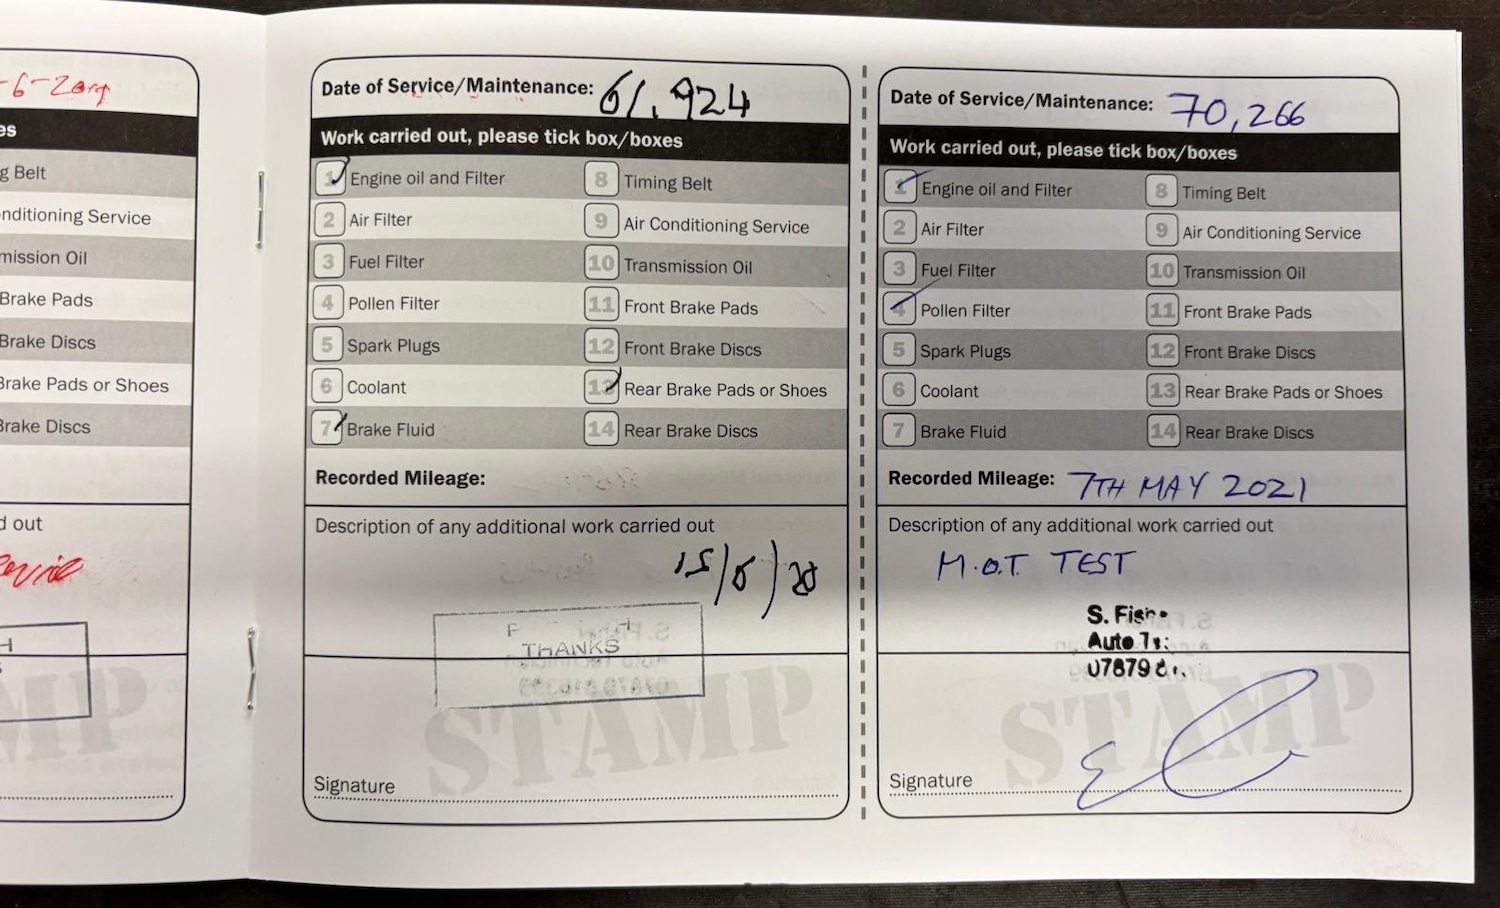 -6-2019
es
g Belt
nditioning Service
mission Oil
Brake Pads
Brake Discs
Brake Pads or Shoes
Brake Discs
d out
H
Date of Service/Maintenance: 61,924
Work carried out, please tick box/boxes
1 Engine oil and Filter
2 Air Filter
3 Fuel Filter
4 Pollen Filter
5 Spark Plugs
6 Coolant
7 Brake Fluid
8 Timing Belt
9 Air Conditioning Service
10 Transmission Oil
11 Front Brake Pads
12 Front Brake Discs
13 Rear Brake Pads or Shoes
14 Rear Brake Discs
Recorded Mileage:
Description of any additional work carried out
THANKS
STAMP
Signature
Date of Service/Maintenance: 70,266
Work carried out, please tick box/boxes
1 Engine oil and Filter
2 Air Filter
3 Fuel Filter
4 Pollen Filter
5 Spark Plugs
6 Coolant
7 Brake Fluid
8 Timing Belt
9 Air Conditioning Service
10 Transmission Oil
11 Front Brake Pads
12 Front Brake Discs
13 Rear Brake Pads or Shoes
14 Rear Brake Discs
Recorded Mileage: 7TH MAY 2021
Description of any additional work carried out
M.O.T. TEST
S. Fishe
Auto
07879
STAMP
Signature